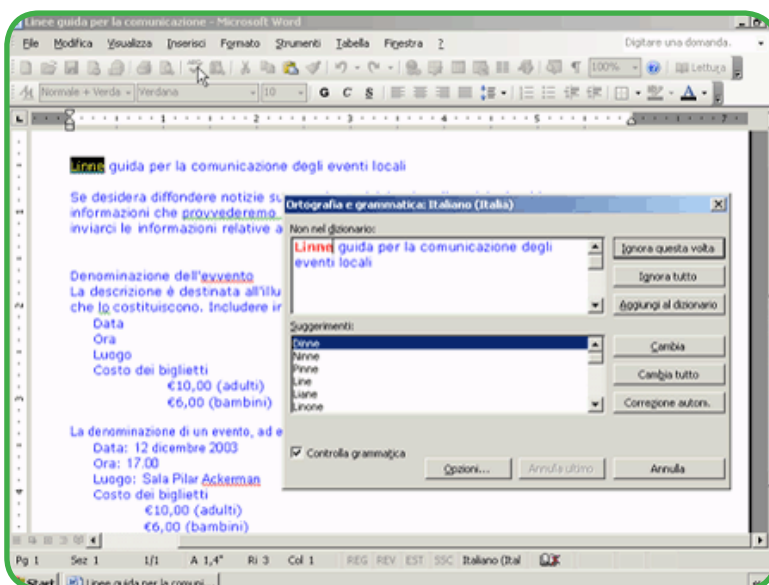 Linee guida per la comunicazione - Microsoft Word
File Modifica Visualizza Inserisci Formato Strumenti Tabella Finestra ? Digitare una domanda.
100% Lettura
Normale + Verda Verdana 10 G C S
1 2 3 4 5 7
Linne guida per la comunicazione degli eventi locali
Se desidera diffondere notizie su
informazioni che provvederemo
inviarci le informazioni relative a
Denominazione dell'evvento
La descrizione è destinata all'illu
che lo costituiscono. Includere in
Data
Ora
Luogo
Costo dei biglietti
€10,00 (adulti)
€6,00 (bambini)
La denominazione di un evento, ad e
Data: 12 dicembre 2003
Ora: 17.00
Luogo: Sala Pilar Ackerman
Costo dei biglietti
€10,00 (adulti)
€6,00 (bambini)
Ortografia e grammatica: Italiano (Italia)
Non nel dizionario:
Linne guida per la comunicazione degli
eventi locali
Ignora questa volta
Ignora tutto
Aggiungi al dizionario
Suggerimenti:
Dinne
Ninne
Pinne
Line
Liane
Linone
Cambia
Cambia tutto
Correzione autom.
Controlla grammatica
Opzioni... Annulla ultimo Annulla
Pg 1 Sez 1 1/1 A 1,4" Ri 3 Col 1 REG REV EST SSC Italiano (Ital
Start Linee guida per la comuni...